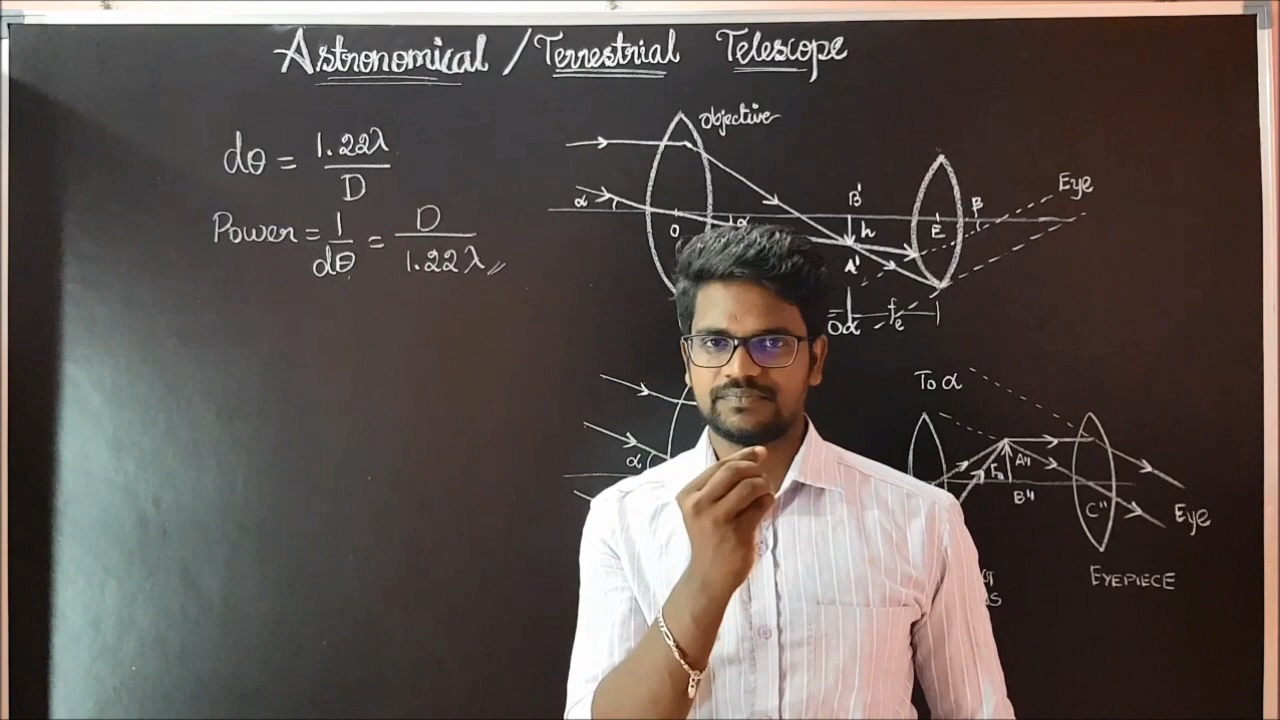 Astronomical / Terrestrial Telescope
dθ = 1.22λ / D
Power = 1 / dθ = D / 1.22λ
Objective
α
O
α
B'
h
A'
E
β
Eye
fe
To α
α
A"
B"
C"
Eye
EYEPIECE